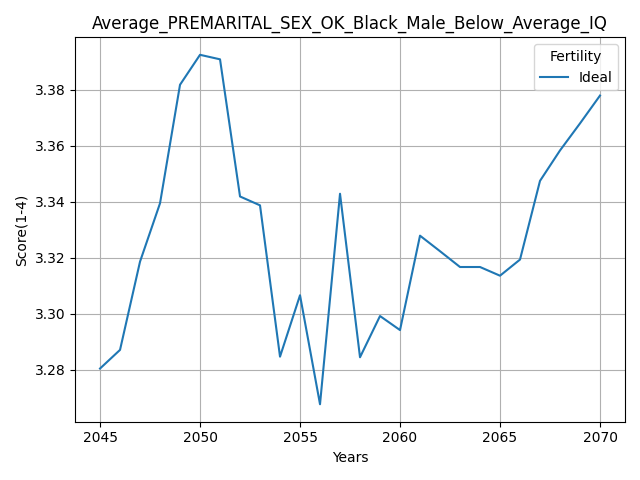 Average_PREMARITAL_SEX_OK_Black_Male_Below_Average_IQ
Fertility
Ideal
3.38
3.36
3.34
3.32
3.30
3.28
Score(1-4)
2045
2050
2055
2060
2065
2070
Years